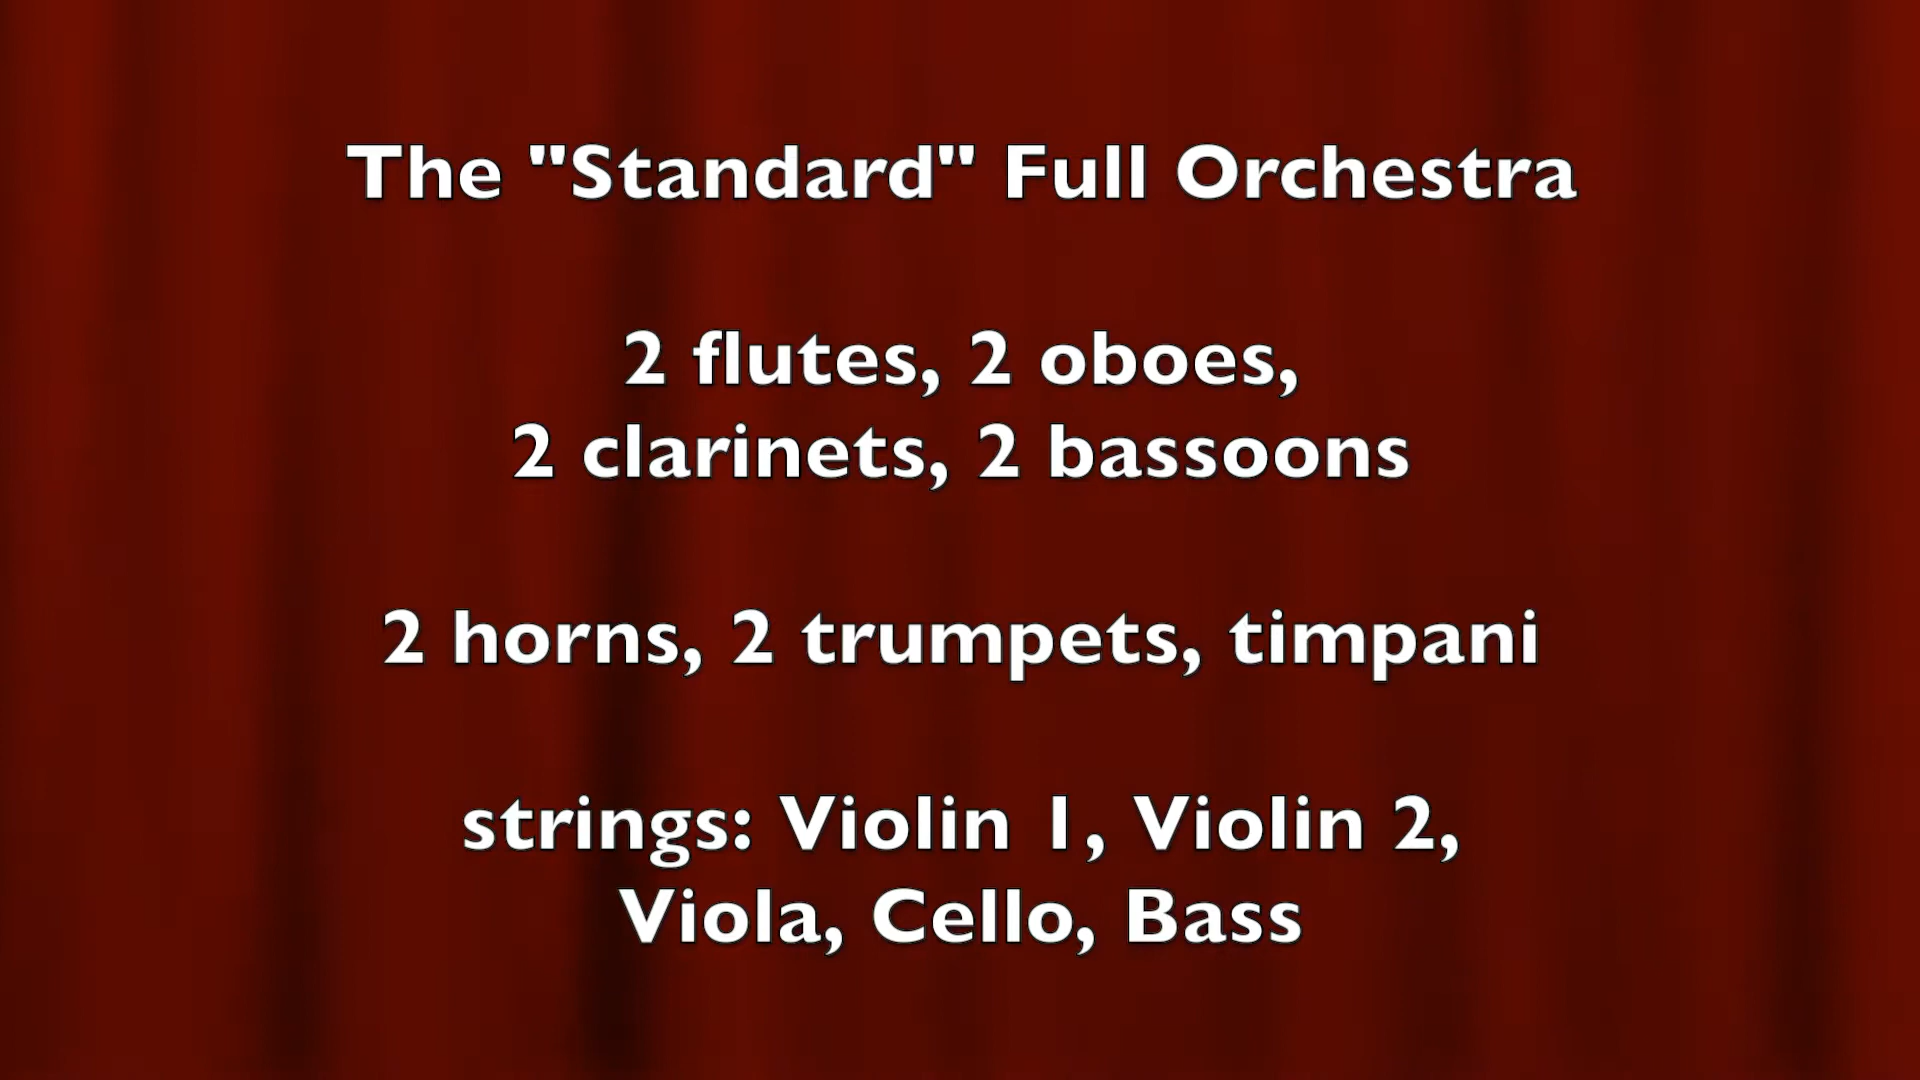 The "Standard" Full Orchestra
2 flutes, 2 oboes,
2 clarinets, 2 bassoons
2 horns, 2 trumpets, timpani
strings: Violin 1, Violin 2,
Viola, Cello, Bass